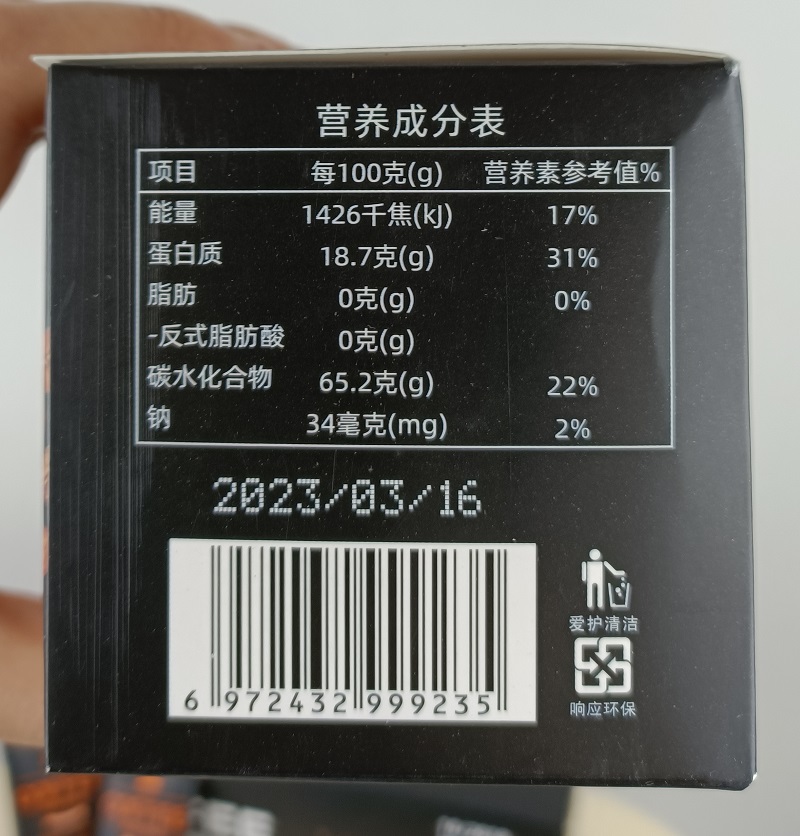 营养成分表
项目 每100克(g) 营养素参考值%
能量 1426千焦(kJ) 17%
蛋白质 18.7克(g) 31%
脂肪 0克(g) 0%
-反式脂肪酸 0克(g)
碳水化合物 65.2克(g) 22%
钠 34毫克(mg) 2%
2023/03/16
6 972432 999235
爱护清洁
响应环保